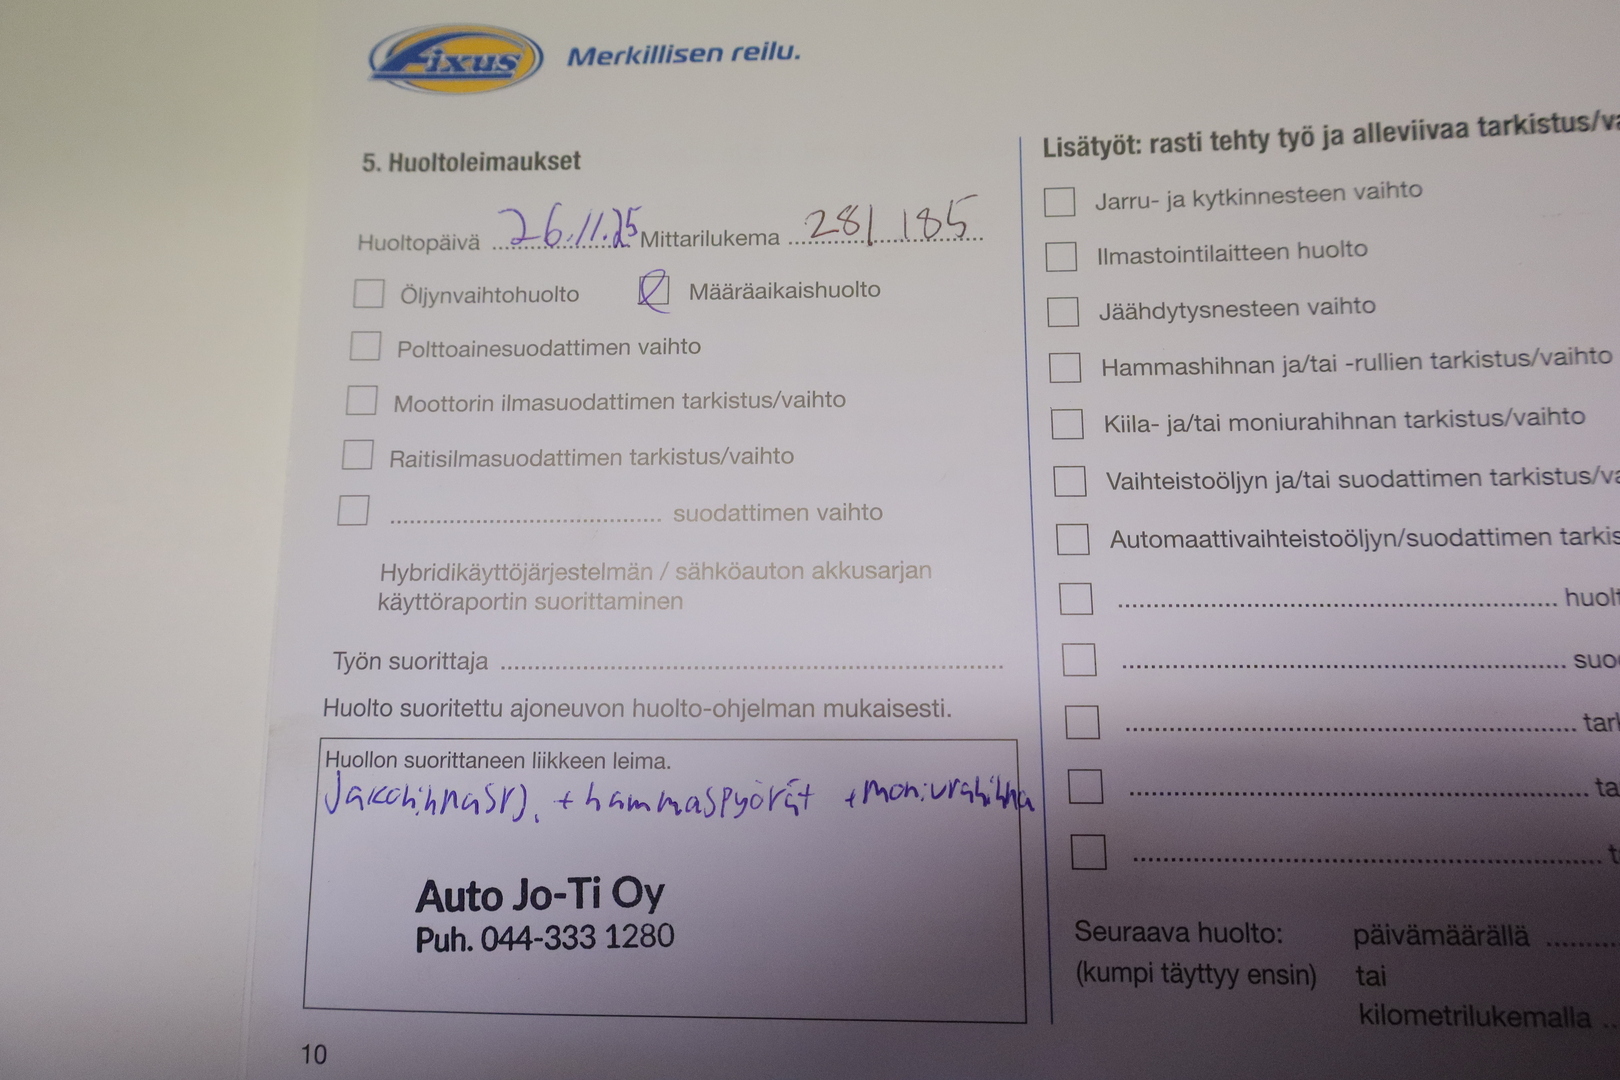 Fixus Merkillisen reilu.
5. Huoltoleimaukset
Huoltopäivä 26.11.25 Mittarilukema 281 185
Öljynvaihtohuolto Määräaikaishuolto
Polttoainesuodattimen vaihto
Moottorin ilmasuodattimen tarkistus/vaihto
Raitisilmasuodattimen tarkistus/vaihto
suodattimen vaihto
Hybridikäyttöjärjestelmän / sähköauton akkusarjan
käyttöraportin suorittaminen
Työn suorittaja
Huolto suoritettu ajoneuvon huolto-ohjelman mukaisesti.
Huollon suorittaneen liikkeen leima.
Jakohihnasrj. + hammaspyörät + moniurahihna
Auto Jo-Ti Oy
Puh. 044-333 1280
10
Lisätyöt: rasti tehty työ ja alleviivaa tarkistus/va
Jarru- ja kytkinnesteen vaihto
Ilmastointilaitteen huolto
Jäähdytysnesteen vaihto
Hammashihnan ja/tai -rullien tarkistus/vaihto
Kiila- ja/tai moniurahihnan tarkistus/vaihto
Vaihteistoöljyn ja/tai suodattimen tarkistus/va
Automaattivaihteistoöljyn/suodattimen tarkis
huolt
suo
tark
ta
t
Seuraava huolto: päivämäärällä
(kumpi täyttyy ensin) tai
kilometrilukemalla